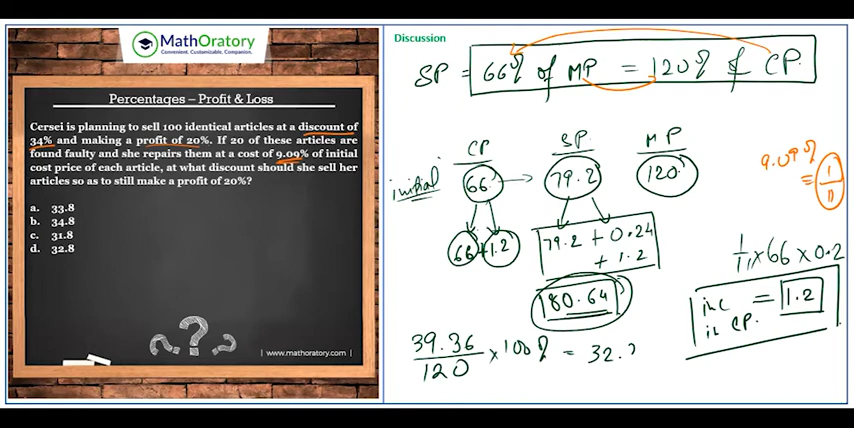 MathOratory
Convenient. Customizable. Companion.
Percentages – Profit & Loss
Cersei is planning to sell 100 identical articles at a discount of
34% and making a profit of 20%. If 20 of these articles are
found faulty and she repairs them at a cost of 9.09% of initial
cost price of each article, at what discount should she sell her
articles so as to still make a profit of 20%?
a. 33.8
b. 34.8
c. 31.8
d. 32.8
www.mathoratory.com
Discussion
SP = 66% of MP = 120% of CP.
CP SP. MP
initial 66 → 79.2 120
9.09% = 1/11
66 + 1.2
79.2 + 0.24
+ 1.2
80.64
1/11 × 66 × 0.2
inc in CP. = 1.2
39.36/120 × 100% = 32.